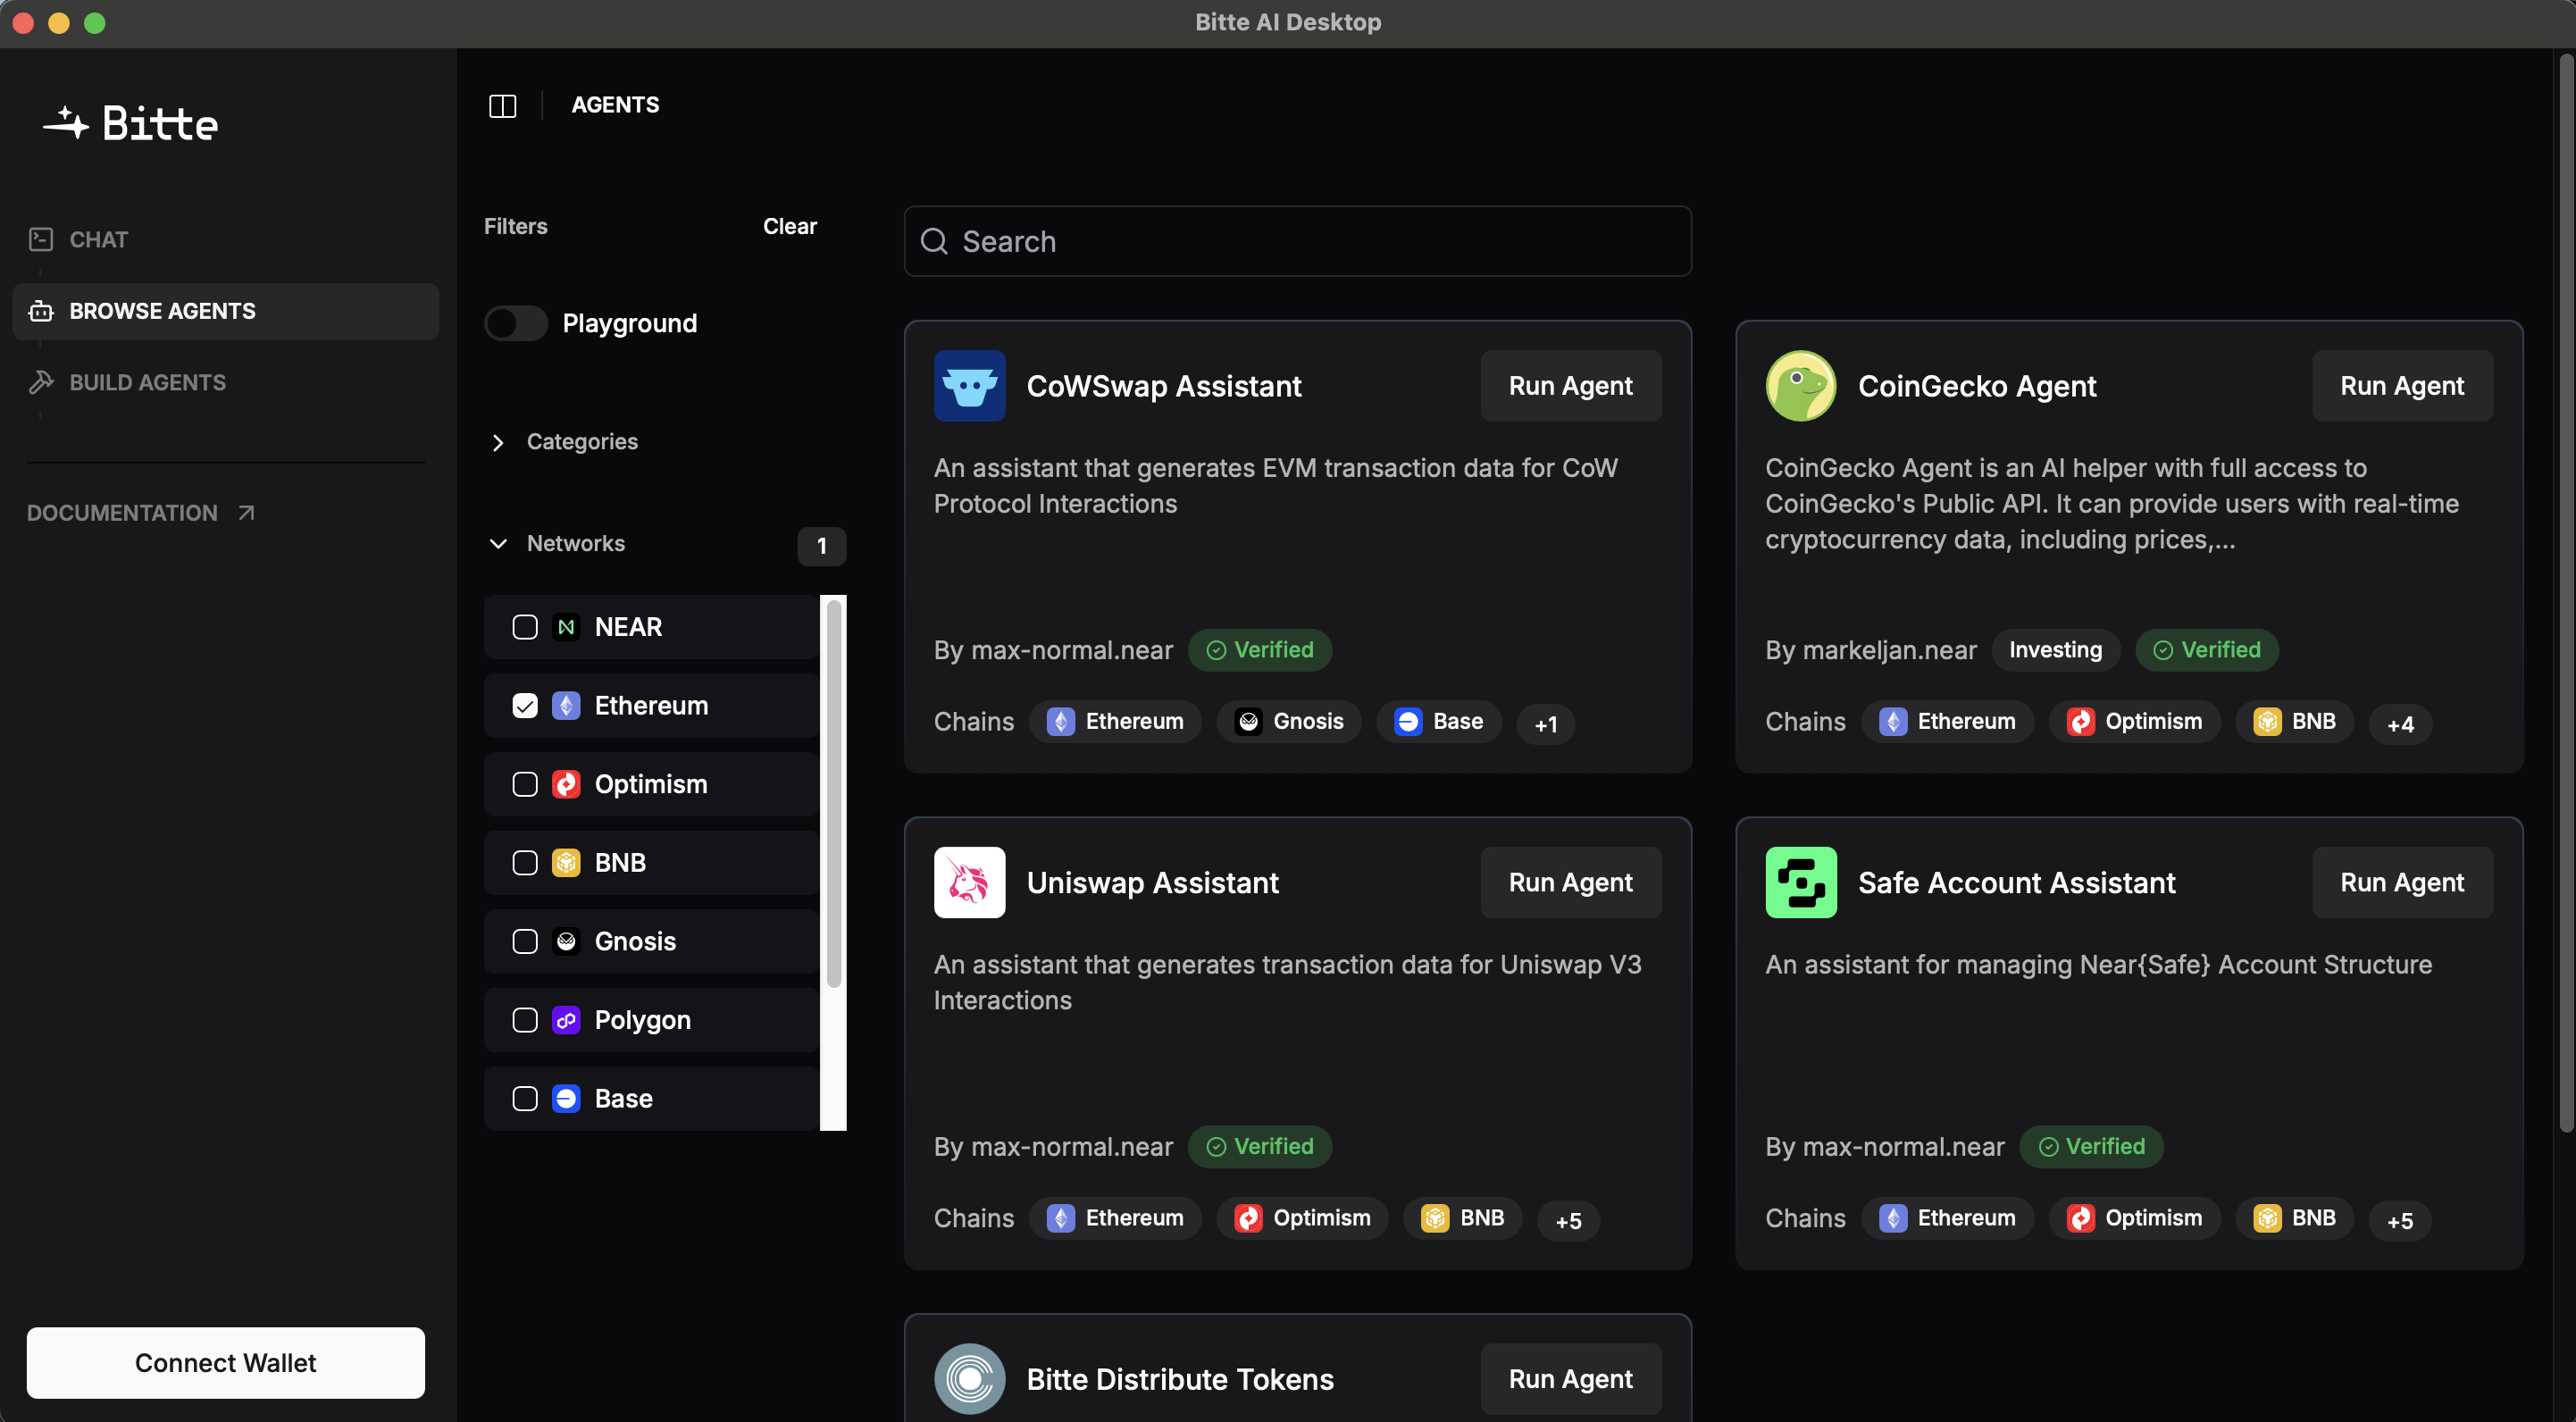 Bitte AI Desktop
Bitte
CHAT
BROWSE AGENTS
BUILD AGENTS
DOCUMENTATION
Connect Wallet
AGENTS
Filters
Clear
Playground
Categories
Networks
1
NEAR
Ethereum
Optimism
BNB
Gnosis
Polygon
Base
Search
CoWSwap Assistant
Run Agent
An assistant that generates EVM transaction data for CoW
Protocol Interactions
By max-normal.near
Verified
Chains
Ethereum
Gnosis
Base
+1
CoinGecko Agent
Run Agent
CoinGecko Agent is an AI helper with full access to
CoinGecko's Public API. It can provide users with real-time
cryptocurrency data, including prices,...
By markeljan.near
Investing
Verified
Chains
Ethereum
Optimism
BNB
+4
Uniswap Assistant
Run Agent
An assistant that generates transaction data for Uniswap V3
Interactions
By max-normal.near
Verified
Chains
Ethereum
Optimism
BNB
+5
Safe Account Assistant
Run Agent
An assistant for managing Near{Safe} Account Structure
By max-normal.near
Verified
Chains
Ethereum
Optimism
BNB
+5
Bitte Distribute Tokens
Run Agent